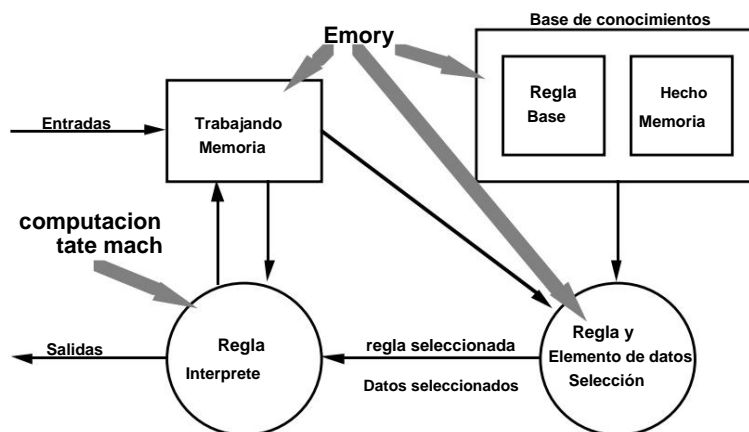 Base de conocimientos
Emory
Regla
Base
Hecho
Memoria
Entradas
Trabajando
Memoria
computacion
tate mach
Regla
Interprete
Salidas
regla seleccionada
Datos seleccionados
Regla y
Elemento de datos
Selección